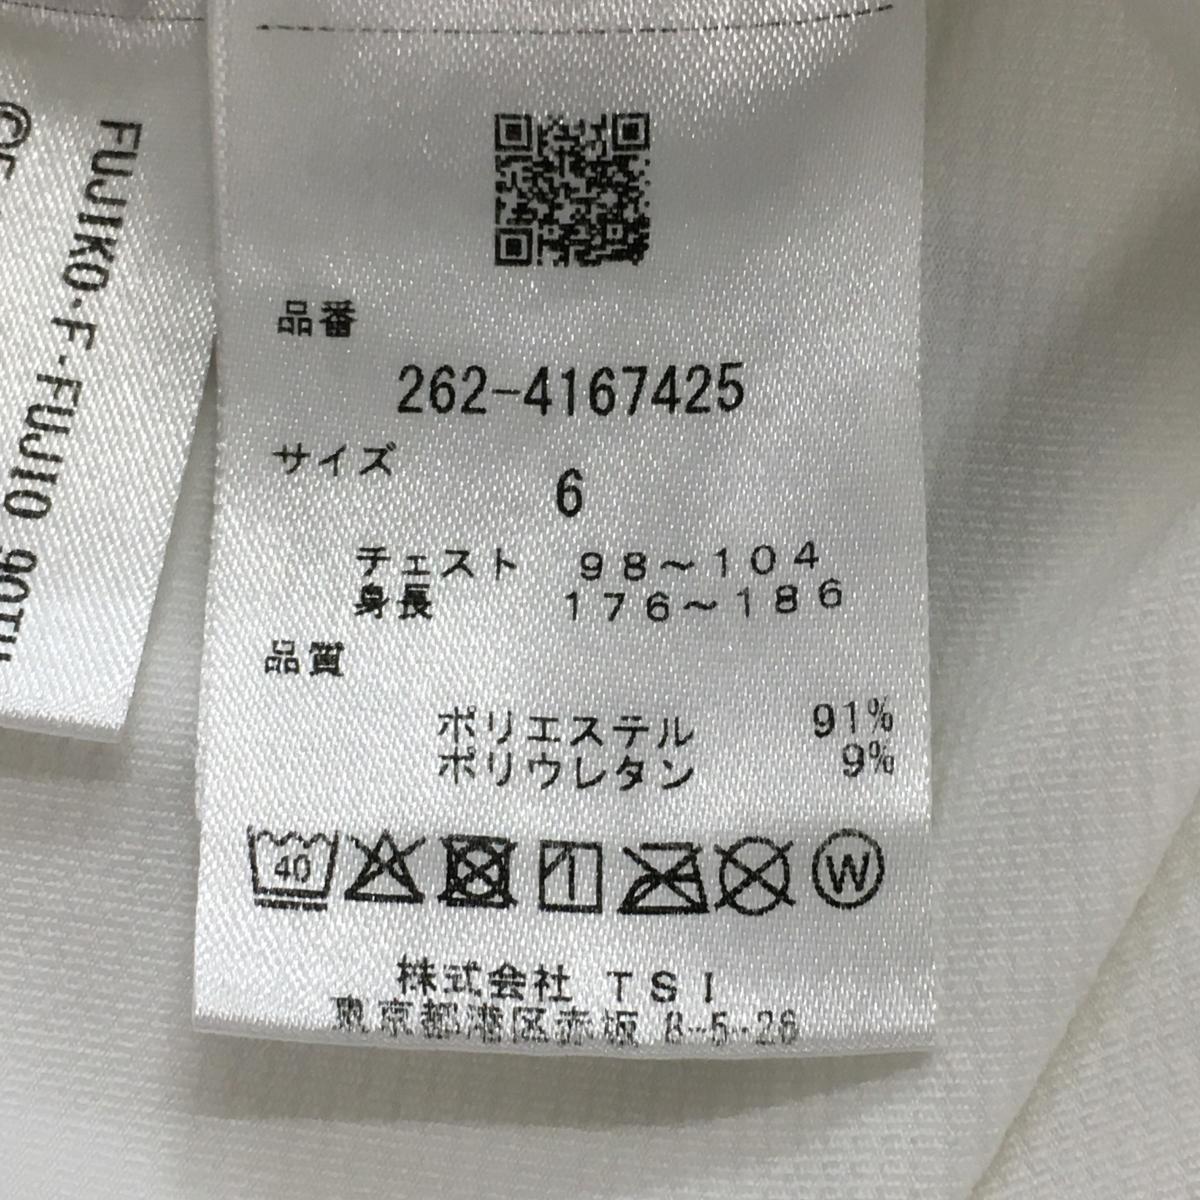 FUJIKO·F·FUJIO 90TH
品番
262-4167425
サイズ
6
チェスト 98～104
身長 176～186
品質
ポリエステル 91%
ポリウレタン 9%
40
W
株式会社 TSI
東京都港区赤坂 8-5-26